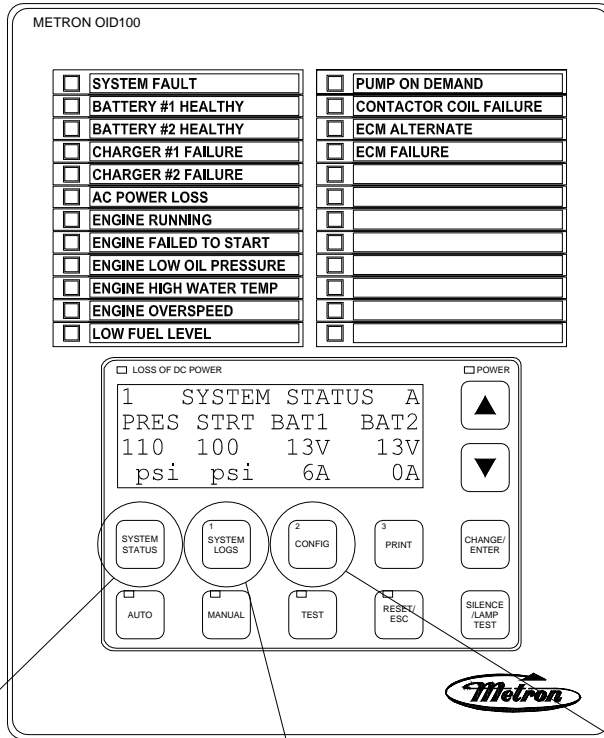 METRON OID100
SYSTEM FAULT
BATTERY #1 HEALTHY
BATTERY #2 HEALTHY
CHARGER #1 FAILURE
CHARGER #2 FAILURE
AC POWER LOSS
ENGINE RUNNING
ENGINE FAILED TO START
ENGINE LOW OIL PRESSURE
ENGINE HIGH WATER TEMP
ENGINE OVERSPEED
LOW FUEL LEVEL
PUMP ON DEMAND
CONTACTOR COIL FAILURE
ECM ALTERNATE
ECM FAILURE
LOSS OF DC POWER
POWER
1 SYSTEM STATUS A
PRES STRT BAT1 BAT2
110 100 13V 13V
psi psi 6A 0A
SYSTEM
STATUS
1
SYSTEM
LOGS
2
CONFIG
3
PRINT
CHANGE/
ENTER
AUTO
MANUAL
TEST
RESET/
ESC
SILENCE
/LAMP
TEST
Metron